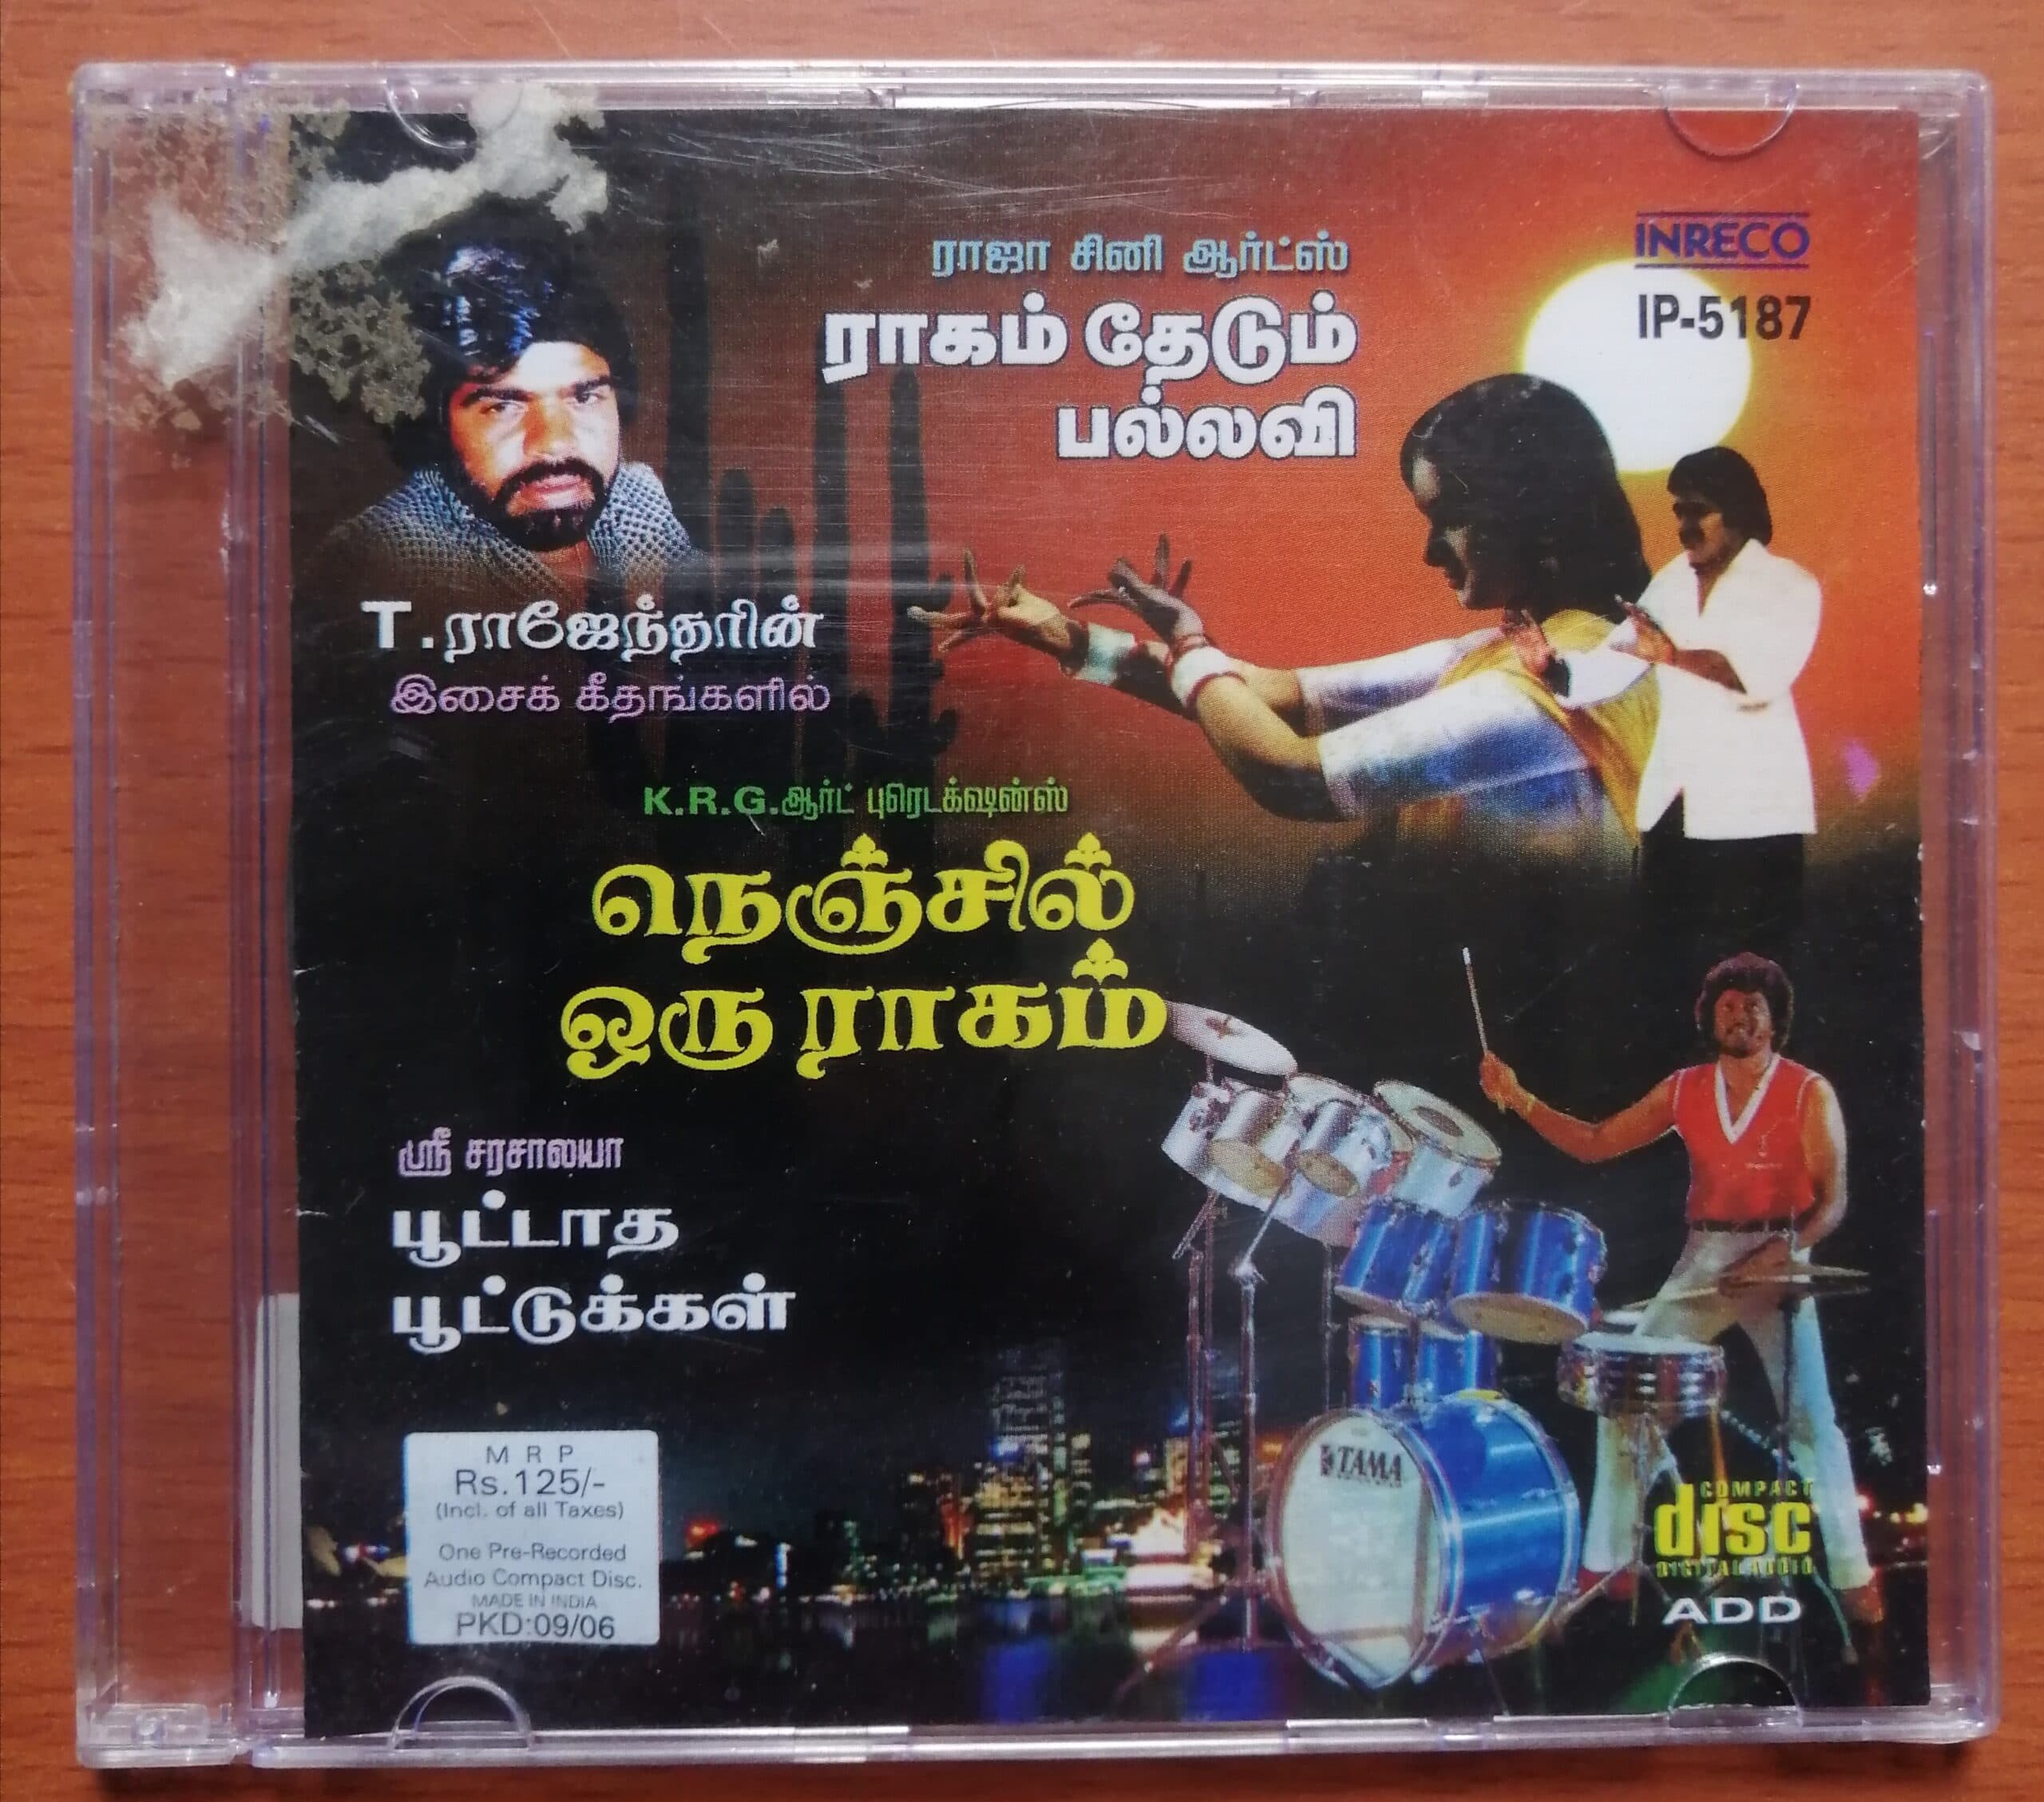 ராஜா சினி ஆர்ட்ஸ்
ராகம் தேடும்
பல்லவி
INRECO
IP-5187
T.ராஜேந்தரின்
இசைக் கீதங்களில்
K.R.G.ஆர்ட் புரெடக்ஷன்ஸ்
நெஞ்சில்
ஒரு ராகம்
ஸ்ரீ சரசாலயா
பூட்டாத
பூட்டுக்கள்
M R P
Rs.125/-
(Incl. of all Taxes)
One Pre-Recorded
Audio Compact Disc.
MADE IN INDIA
PKD:09/06
TAMA
COMPACT
disc
DIGITAL AUDIO
ADD